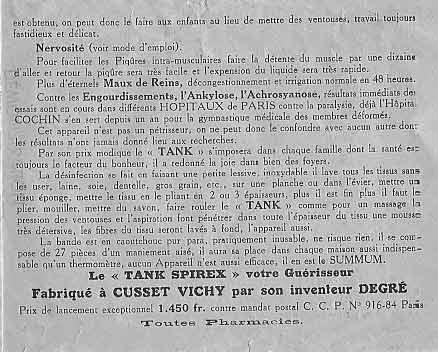 est obtenu, on peut donc le faire aux enfants au lieu de mettre des ventouses, travail toujours
fastidieux et délicat.
Nervosité (voir mode d'emploi).
Pour faciliter les Piqûres intra-musculaires faire la détente du muscle par une dizaine
d'aller et retour la piqûre sera très facile et l'expension du liquide sera très rapide.
Plus d'éternels Maux de Reins, décongestionnement et irrigation normale en 48 heures.
Contre les Engourdissements, l'Ankylose, l'Achrosyanose, résultats immédiats des
essais sont en cours dans différents HOPITAUX de PARIS contre la paralysie, déjà l'Hôpital
COCHIN s'en sert depuis un an pour la gymnastique médicale des membres déformés.
Cet appareil n'est pas un pétrisseur, on ne peut donc le confondre avec aucun autre dont
les résultats n'ont jamais donné lieu aux recherches.
Par son prix modique le « TANK » s'imposera dans chaque famille dont la santé est
toujours le facteur du bonheur, il a redonné la joie dans bien des foyers.
La désinfection se fait en faisant une petite lessive, inoxydable il lave tous les tissus sans
les user, laine, soie, dentelle, gros grain, etc., sur une planche ou dans l'évier, mettre un
tissu éponge, mettre le tissu en le pliant en 2 ou 3 épaisseurs, plus il est fin plus il faut le
plier, mouiller, mettre du savon, faire rouler le « TANK » comme pour un massage la
pression des ventouses et l'aspiration font pénétrer dans toute l'épaisseur du tissu une mousse
très détersive, les fibres du tissu seront lavés à fond, l'appareil aussi.
La bande est en caoutchouc pur para, pratiquement inusable, ne risque rien, il se com-
pose de 27 pièces d'un maniement aisé, il aura sa place dans chaque maison aussi indispen-
sable qu'un thermomètre, aucun Appareil n'est aussi efficace, il en est le SUMMUM.
Le « TANK SPIREX » votre Guérisseur
Fabriqué à CUSSET VICHY par son inventeur DEGRÉ
Prix de lancement exceptionnel 1.450 fr. contre mandat postal C. C. P. N° 916-84 Paris
Toutes Pharmacies.